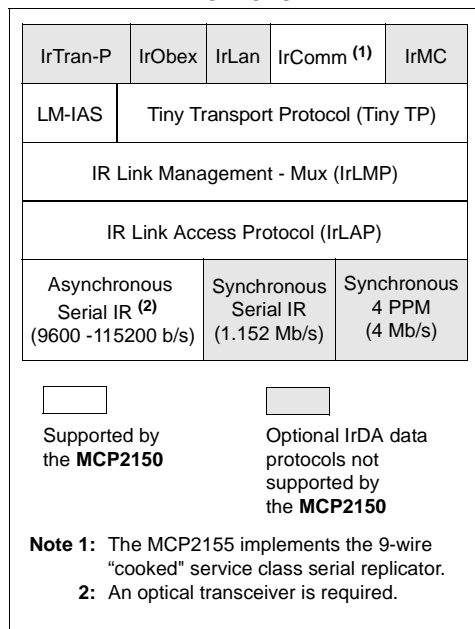 IrTran-P IrObex IrLan IrComm (1) IrMC
LM-IAS Tiny Transport Protocol (Tiny TP)
IR Link Management - Mux (IrLMP)
IR Link Access Protocol (IrLAP)
Asynchronous
Serial IR (2)
(9600 -115200 b/s)
Synchronous
Serial IR
(1.152 Mb/s)
Synchronous
4 PPM
(4 Mb/s)
Supported by
the MCP2150
Optional IrDA data
protocols not
supported by
the MCP2150
Note 1: The MCP2155 implements the 9-wire
“cooked" service class serial replicator.
2: An optical transceiver is required.